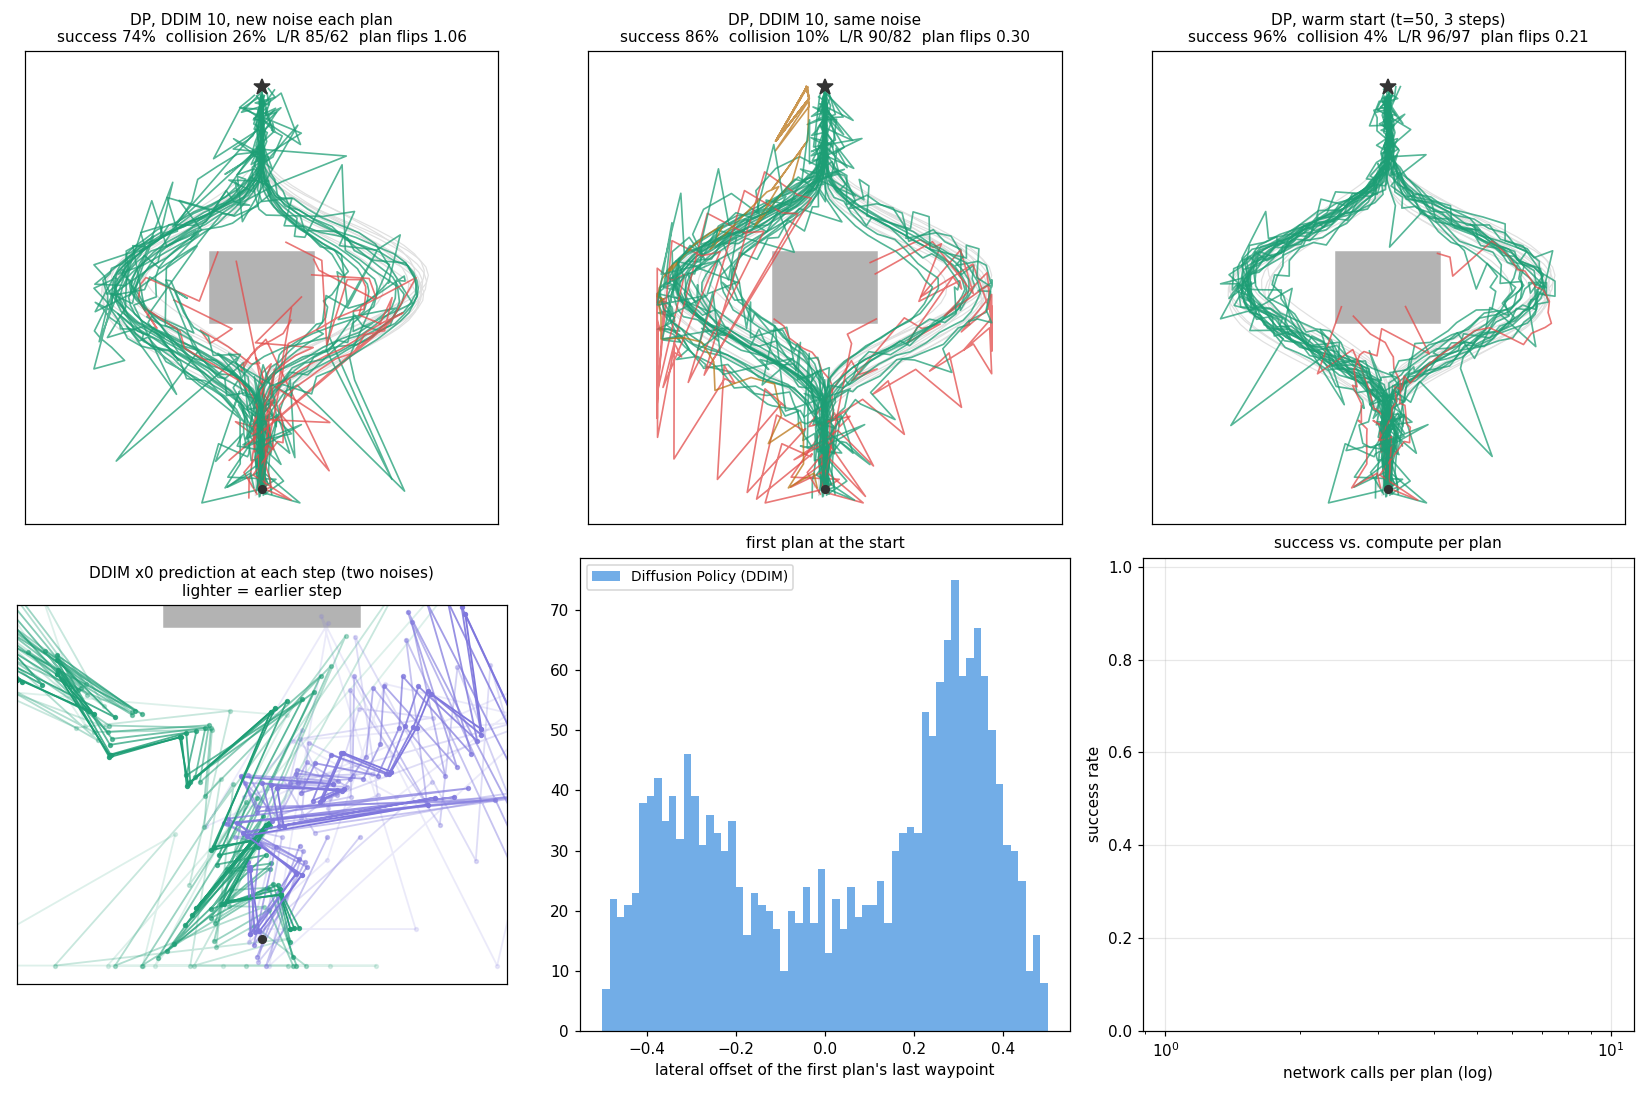 DP, DDIM 10, new noise each plan
success 74%  collision 26%  L/R 85/62  plan flips 1.06
DP, DDIM 10, same noise
success 86%  collision 10%  L/R 90/82  plan flips 0.30
DP, warm start (t=50, 3 steps)
success 96%  collision 4%  L/R 96/97  plan flips 0.21
DDIM x0 prediction at each step (two noises)
lighter = earlier step
first plan at the start
Diffusion Policy (DDIM)
70
60
50
40
30
20
10
0
−0.4
−0.2
0.0
0.2
0.4
lateral offset of the first plan's last waypoint
success vs. compute per plan
success rate
1.0
0.8
0.6
0.4
0.2
0.0
10⁰
10¹
network calls per plan (log)